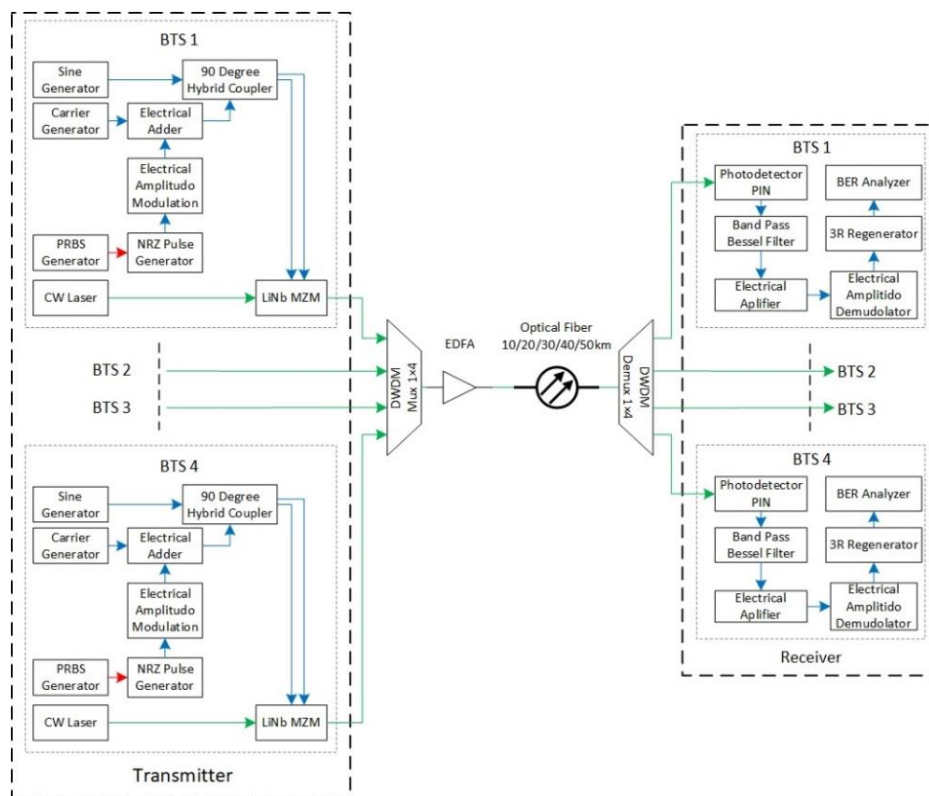 BTS 1
Sine
Generator
90 Degree
Hybrid Coupler
Carrier
Generator
Electrical
Adder
Electrical
Amplitudo
Modulation
PRBS
Generator
NRZ Pulse
Generator
CW Laser
LiNb MZM
BTS 2
BTS 3
BTS 4
Sine
Generator
90 Degree
Hybrid Coupler
Carrier
Generator
Electrical
Adder
Electrical
Amplitudo
Modulation
PRBS
Generator
NRZ Pulse
Generator
CW Laser
LiNb MZM
Transmitter
DWDM
Mux 1×4
EDFA
Optical Fiber
10/20/30/40/50km
DWDM
Demux 1×4
BTS 1
Photodetector
PIN
BER Analyzer
Band Pass
Bessel Filter
3R Regenerator
Electrical
Aplifier
Electrical
Amplitido
Demudolator
BTS 2
BTS 3
BTS 4
Photodetector
PIN
BER Analyzer
Band Pass
Bessel Filter
3R Regenerator
Electrical
Aplifier
Electrical
Amplitido
Demudolator
Receiver